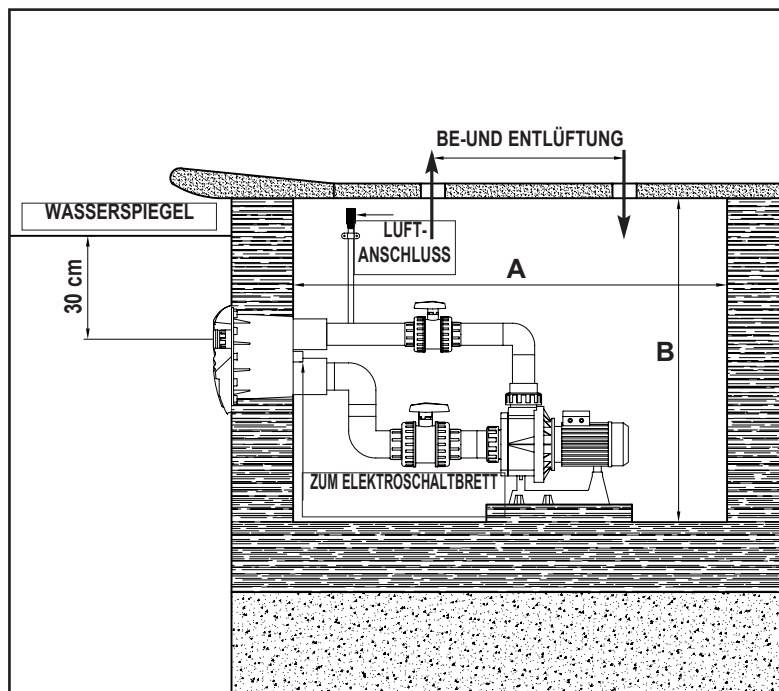 BE-UND ENTLÜFTUNG
WASSERSPIEGEL
LUFT-
ANSCHLUSS
A
30 cm
B
ZUM ELEKTROSCHALTBRETT